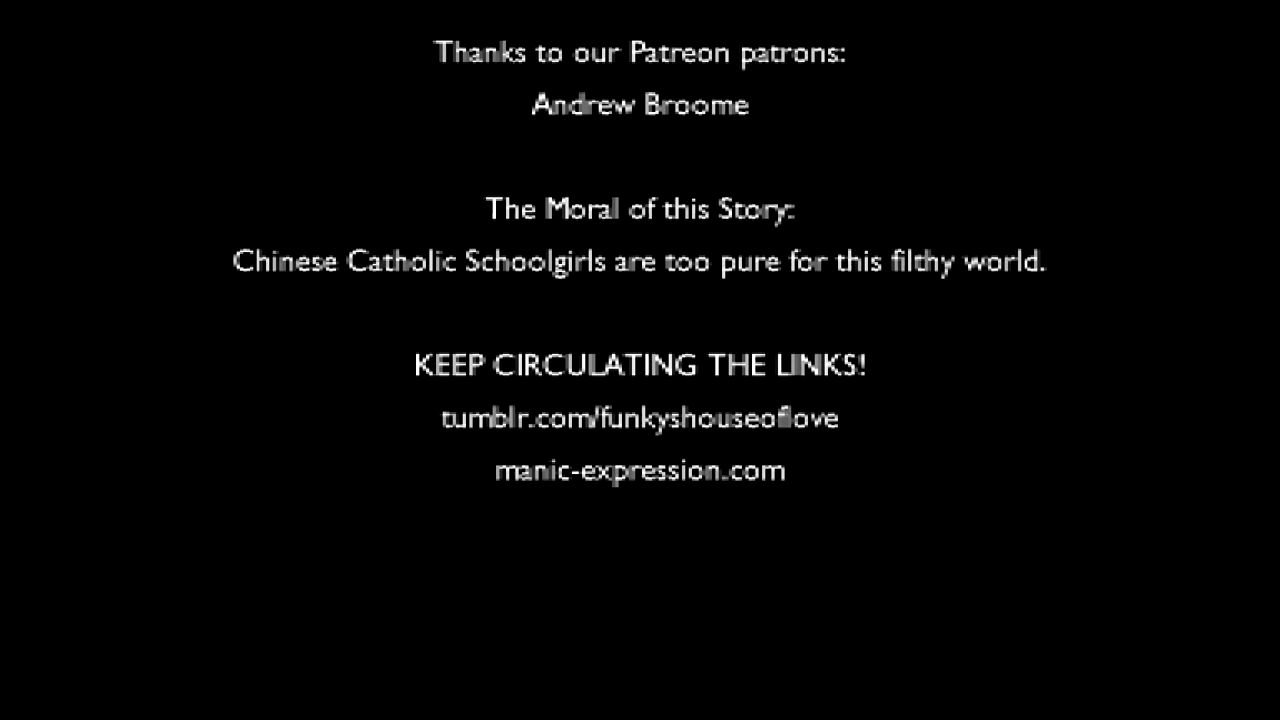 Thanks to our Patreon patrons:
Andrew Broome
The Moral of this Story:
Chinese Catholic Schoolgirls are too pure for this filthy world.
KEEP CIRCULATING THE LINKS!
tumblr.com/funkyshouseoflove
manic-expression.com